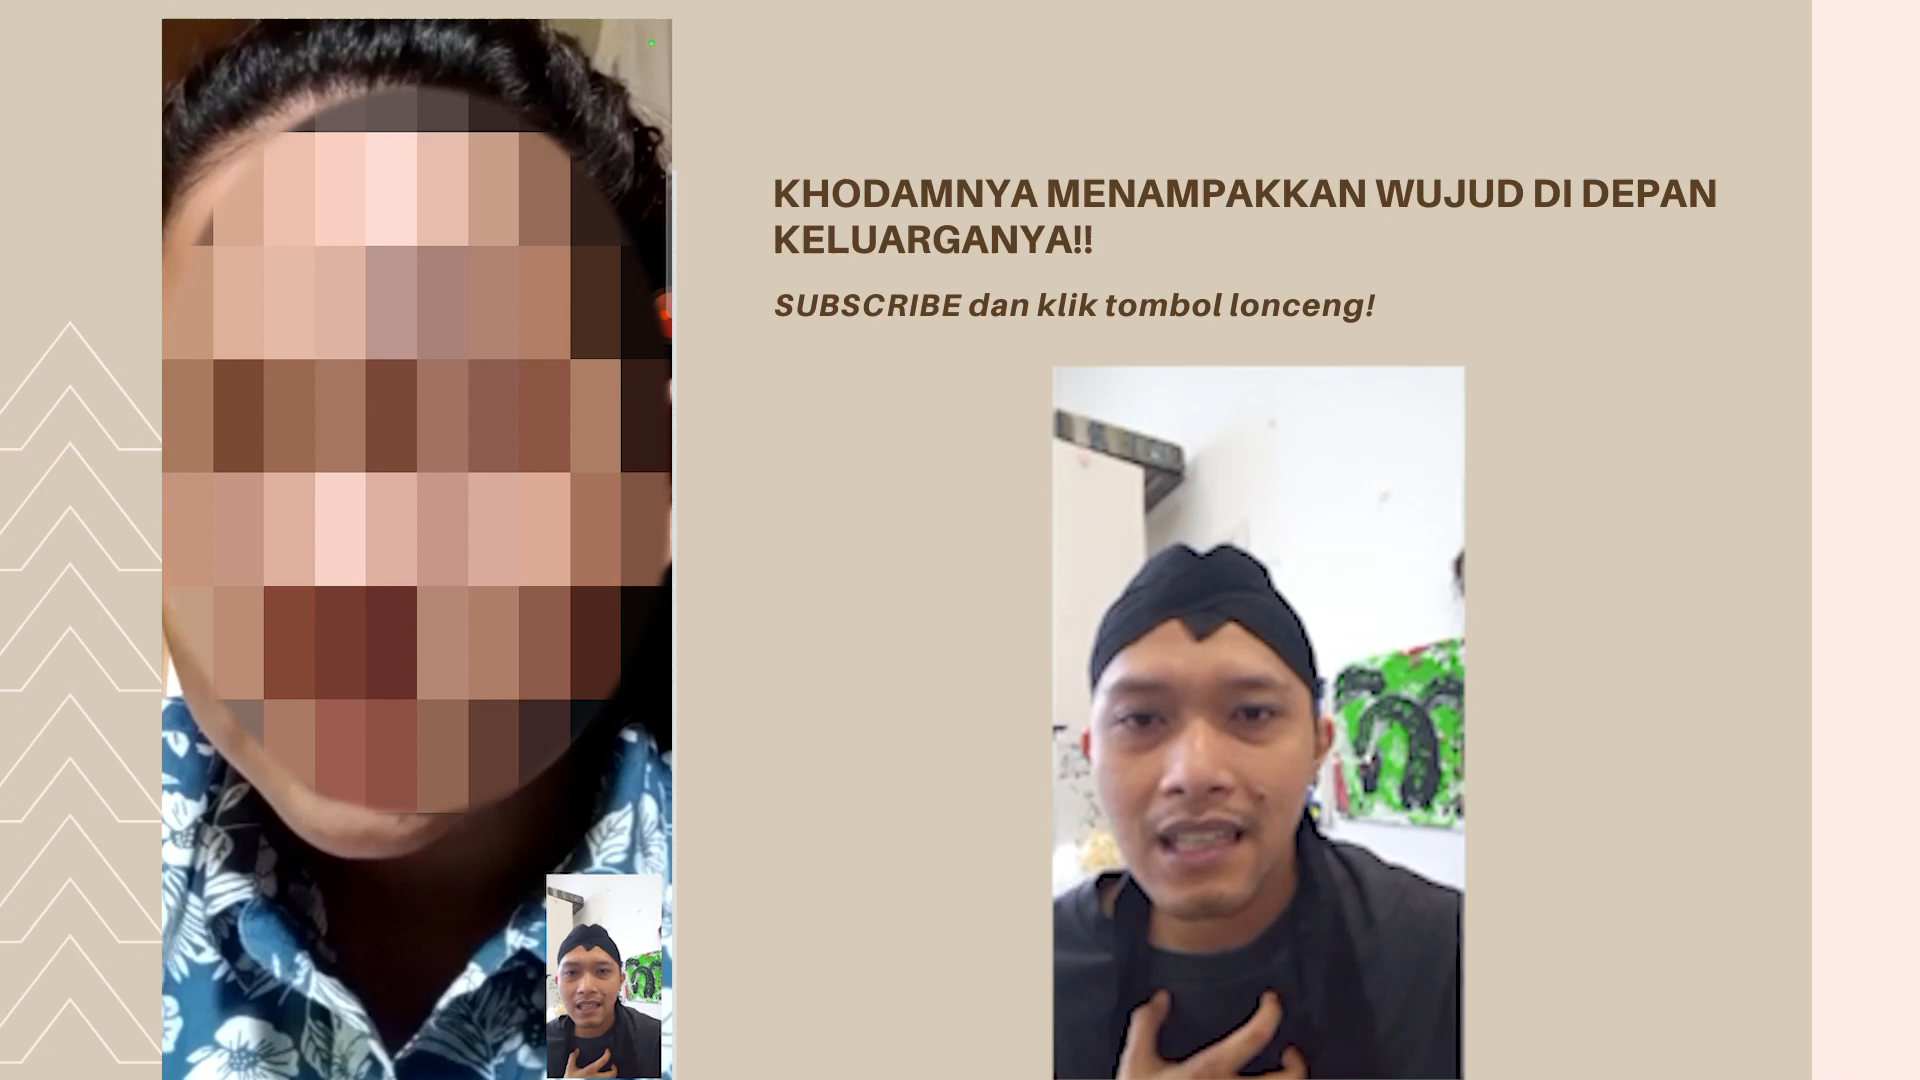 KHODAMNYA MENAMPAKKAN WUJUD DI DEPAN
KELUARGANYA!!
SUBSCRIBE dan klik tombol lonceng!